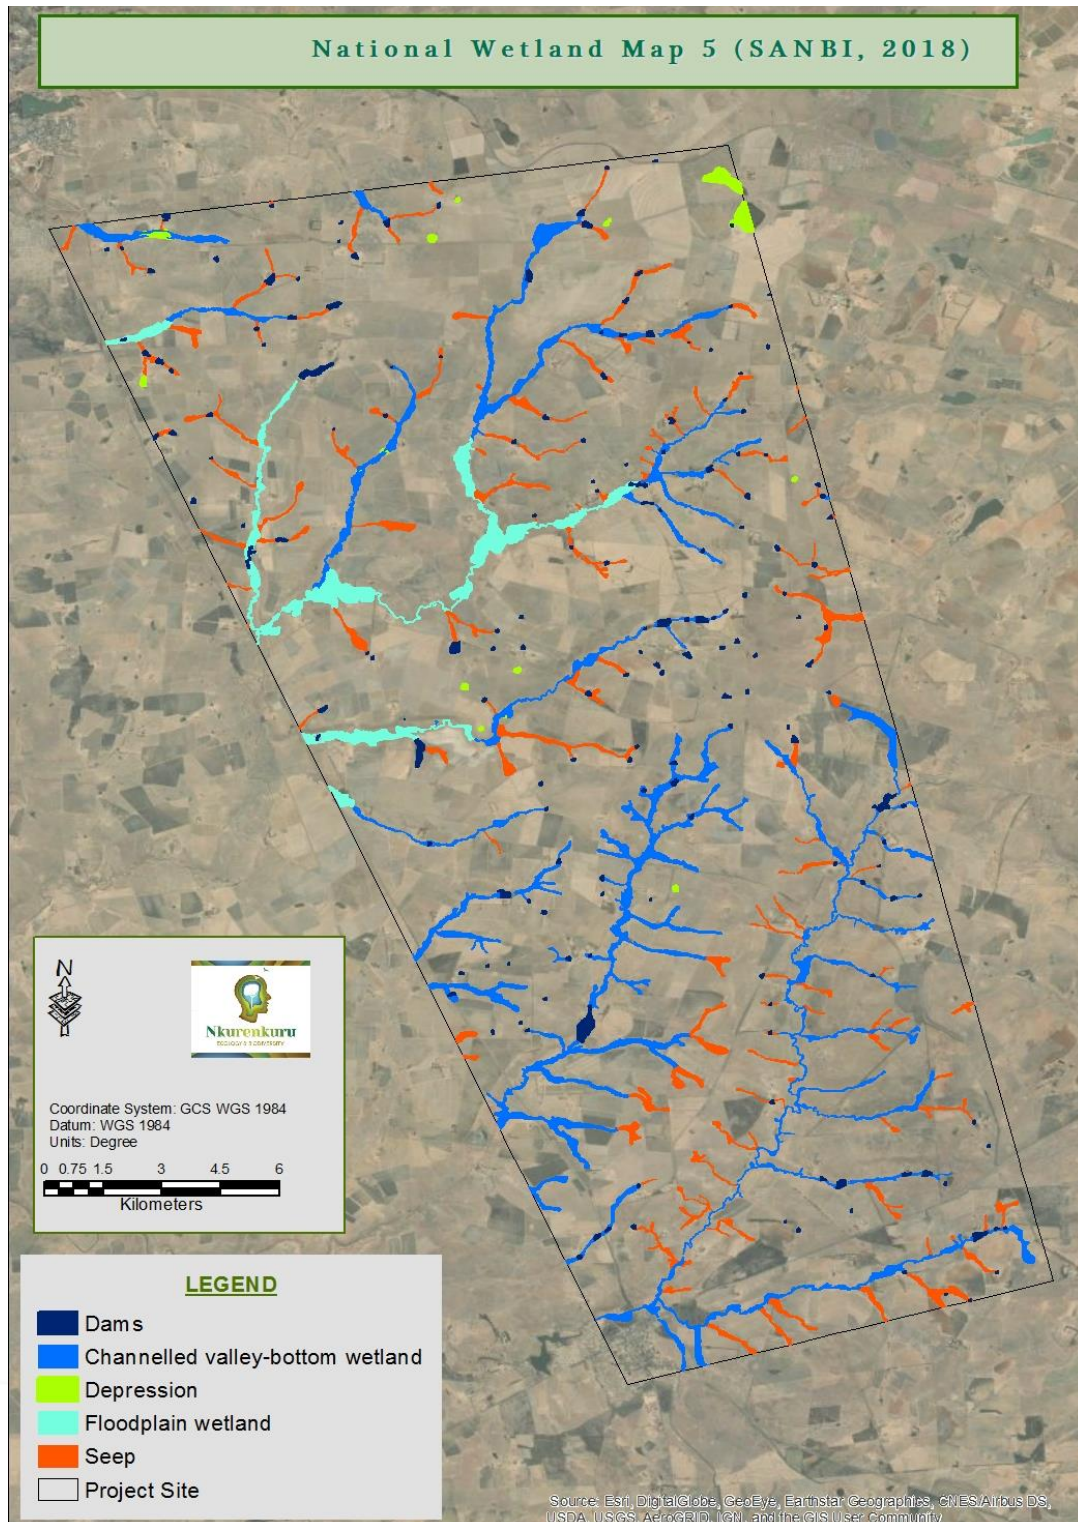 National Wetland Map 5 (SANBI, 2018)
N
Nkurenkuru
Coordinate System: GCS WGS 1984
Datum: WGS 1984
Units: Degree
0 0.75 1.5 3 4.5 6
Kilometers
LEGEND
Dams
Channelled valley-bottom wetland
Depression
Floodplain wetland
Seep
Project Site
Source: Esri, DigitalGlobe, GeoEye, Earthstar Geographics, CNES/Airbus DS,
USDA, USGS, AeroGRID, IGN, and the GIS User Community